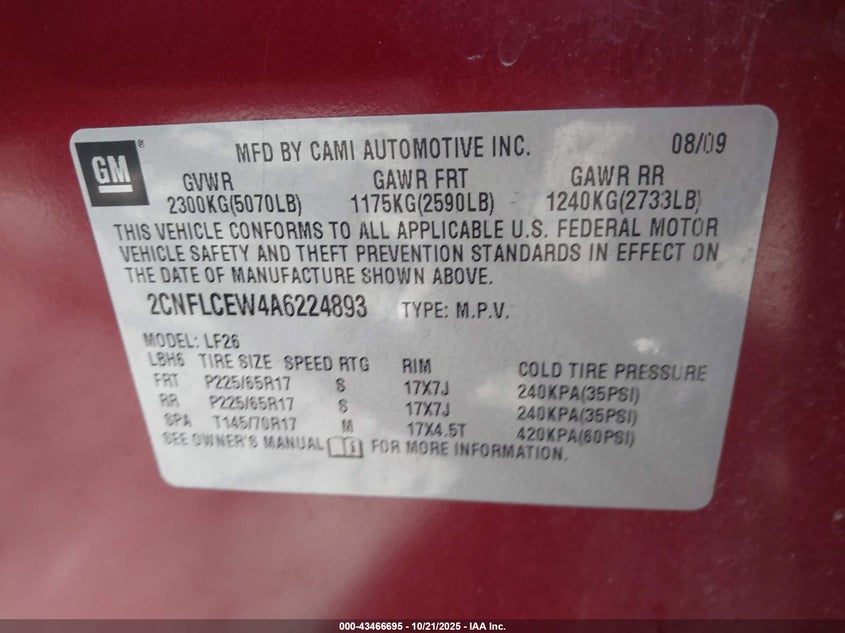 GM ®
MFD BY CAMI AUTOMOTIVE INC. 08/09
GVWR GAWR FRT GAWR RR
2300KG(5070LB) 1175KG(2590LB) 1240KG(2733LB)
THIS VEHICLE CONFORMS TO ALL APPLICABLE U.S. FEDERAL MOTOR
VEHICLE SAFETY AND THEFT PREVENTION STANDARDS IN EFFECT ON
THE DATE OF MANUFACTURE SHOWN ABOVE.
2CNFLCEW4A6224893 TYPE: M.P.V.
MODEL: LF26
LBH6 TIRE SIZE SPEED RTG RIM COLD TIRE PRESSURE
FRT P225/65R17 S 17X7J 240KPA(35PSI)
RR P225/65R17 S 17X7J 240KPA(35PSI)
SPA T145/70R17 M 17X4.5T 420KPA(60PSI)
SEE OWNER'S MANUAL FOR MORE INFORMATION.
000-43466695 - 10/21/2025 - IAA Inc.